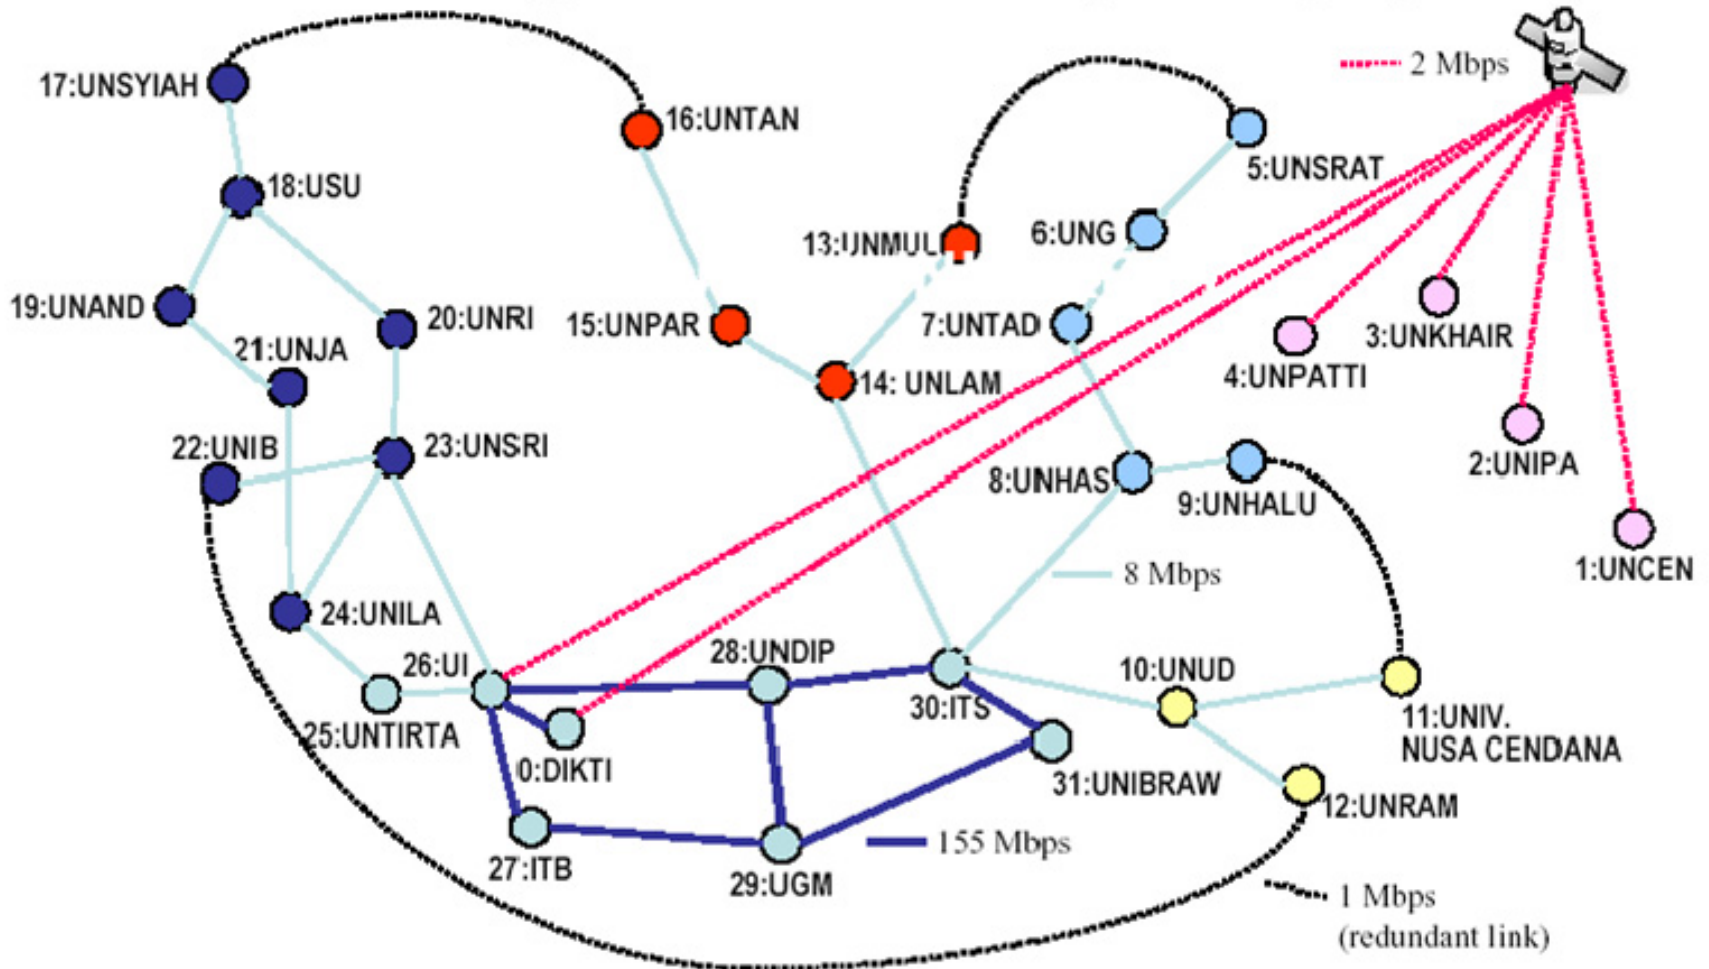 2 Mbps
17:UNSYIAH
16:UNTAN
5:UNSRAT
18:USU
13:UNMUL
6:UNG
19:UNAND
20:UNRI
15:UNPAR
7:UNTAD
3:UNKHAIR
21:UNJA
14: UNLAM
4:UNPATTI
22:UNIB
23:UNSRI
8:UNHAS
9:UNHALU
2:UNIPA
1:UNCEN
8 Mbps
24:UNILA
26:UI
28:UNDIP
10:UNUD
30:ITS
25:UNTIRTA
11:UNIV.
NUSA CENDANA
0:DIKTI
31:UNIBRAW
12:UNRAM
155 Mbps
27:ITB
29:UGM
1 Mbps
(redundant link)